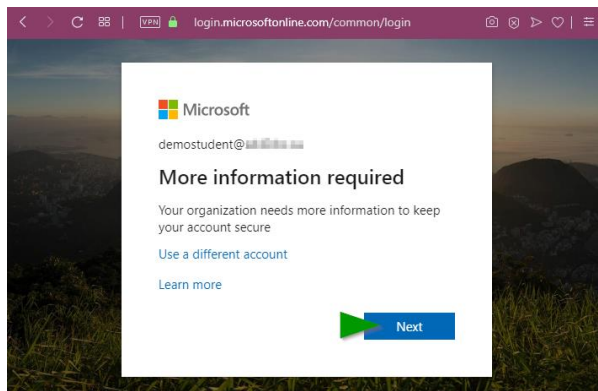 VPN login.microsoftonline.com/common/login
Microsoft
demostudent@
More information required
Your organization needs more information to keep
your account secure
Use a different account
Learn more
Next